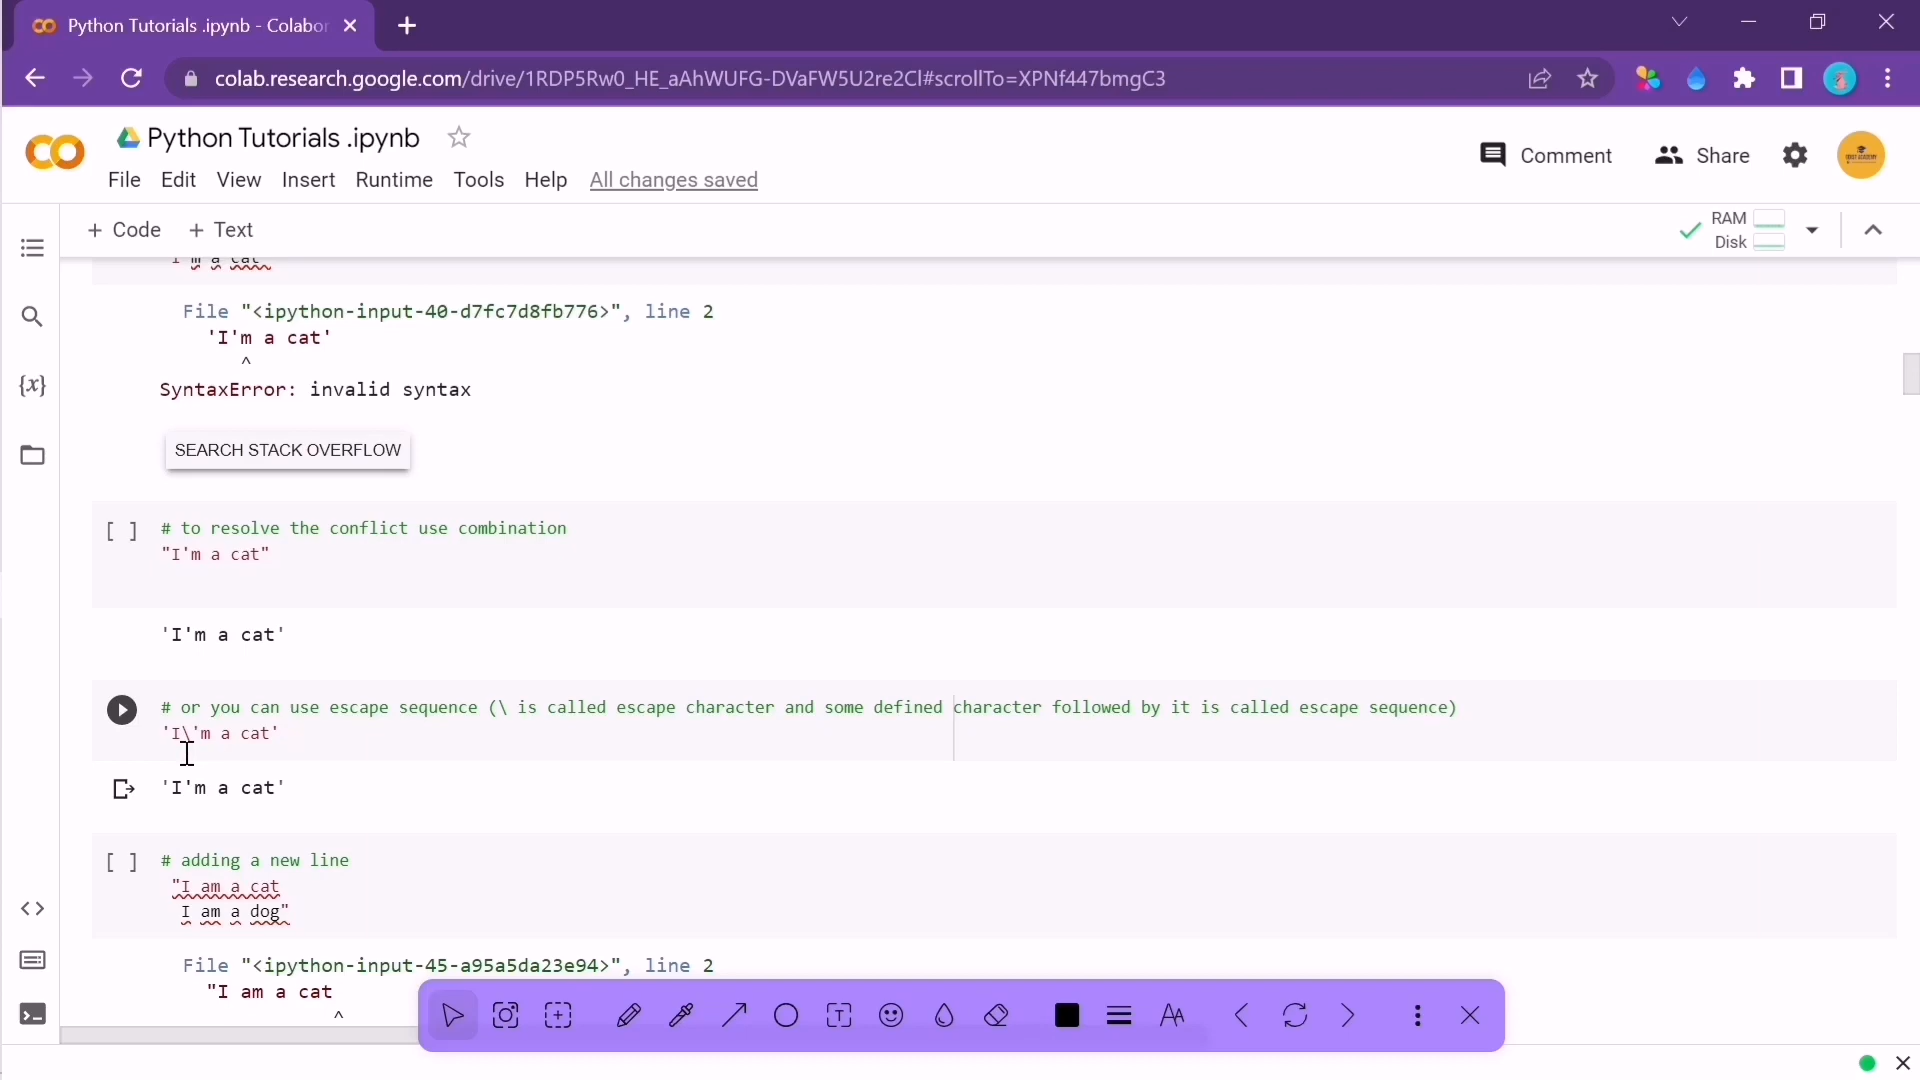 Python Tutorials .ipynb - Colabor
colab.research.google.com/drive/1RDP5Rw0_HE_aAhWUFG-DVaFW5U2re2Cl#scrollTo=XPNf447bmgC3
Python Tutorials .ipynb
Comment
Share
File Edit View Insert Runtime Tools Help All changes saved
+ Code + Text
RAM
Disk
'I'm a cat'
File "<ipython-input-40-d7fc7d8fb776>", line 2
'I'm a cat'
^
SyntaxError: invalid syntax
SEARCH STACK OVERFLOW
[ ] # to resolve the conflict use combination
"I'm a cat"
'I'm a cat'
# or you can use escape sequence (\ is called escape character and some defined character followed by it is called escape sequence)
'I\'m a cat'
'I'm a cat'
[ ] # adding a new line
"I am a cat
I am a dog"
File "<ipython-input-45-a95a5da23e94>", line 2
"I am a cat
^